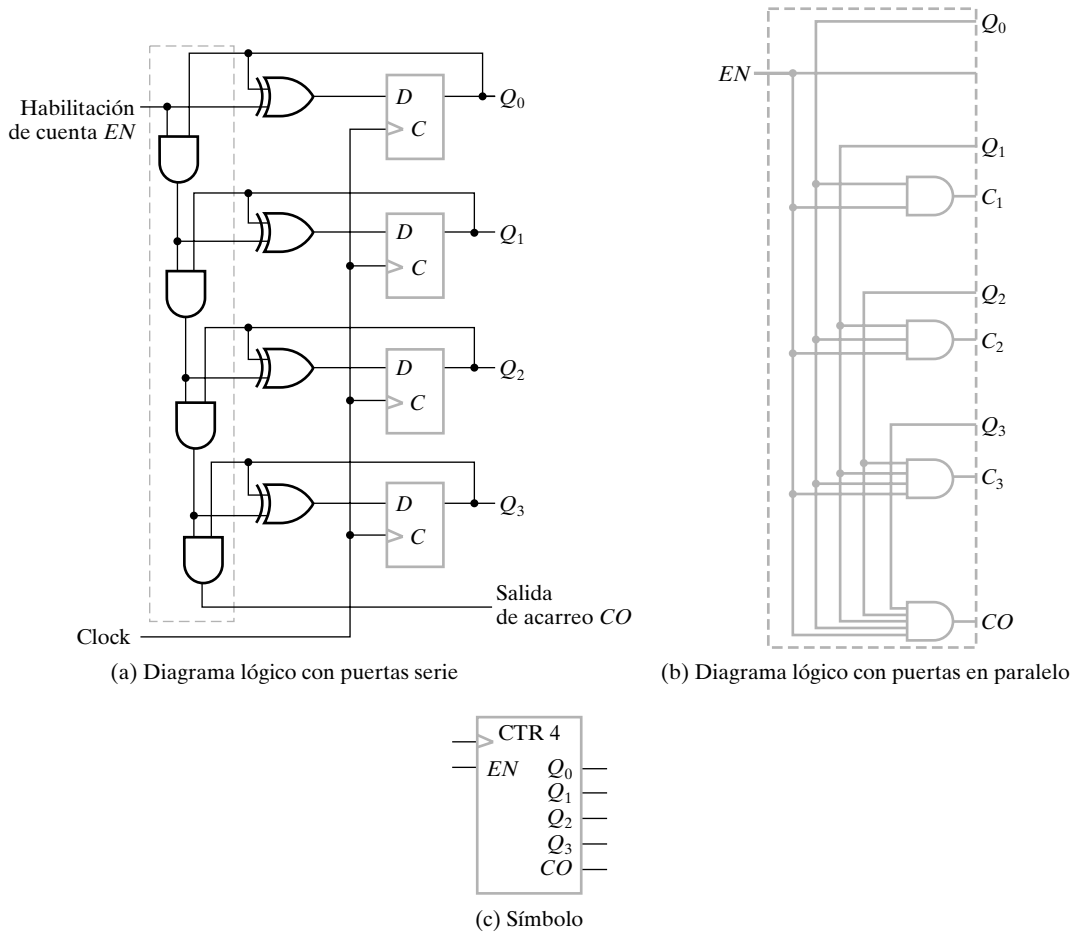 Habilitación
de cuenta EN
D
C
Q0
D
C
Q1
D
C
Q2
D
C
Q3
Salida
de acarreo CO
Clock
(a) Diagrama lógico con puertas serie
EN
Q0
Q1
C1
Q2
C2
Q3
C3
CO
(b) Diagrama lógico con puertas en paralelo
CTR 4
EN
Q0
Q1
Q2
Q3
CO
(c) Símbolo